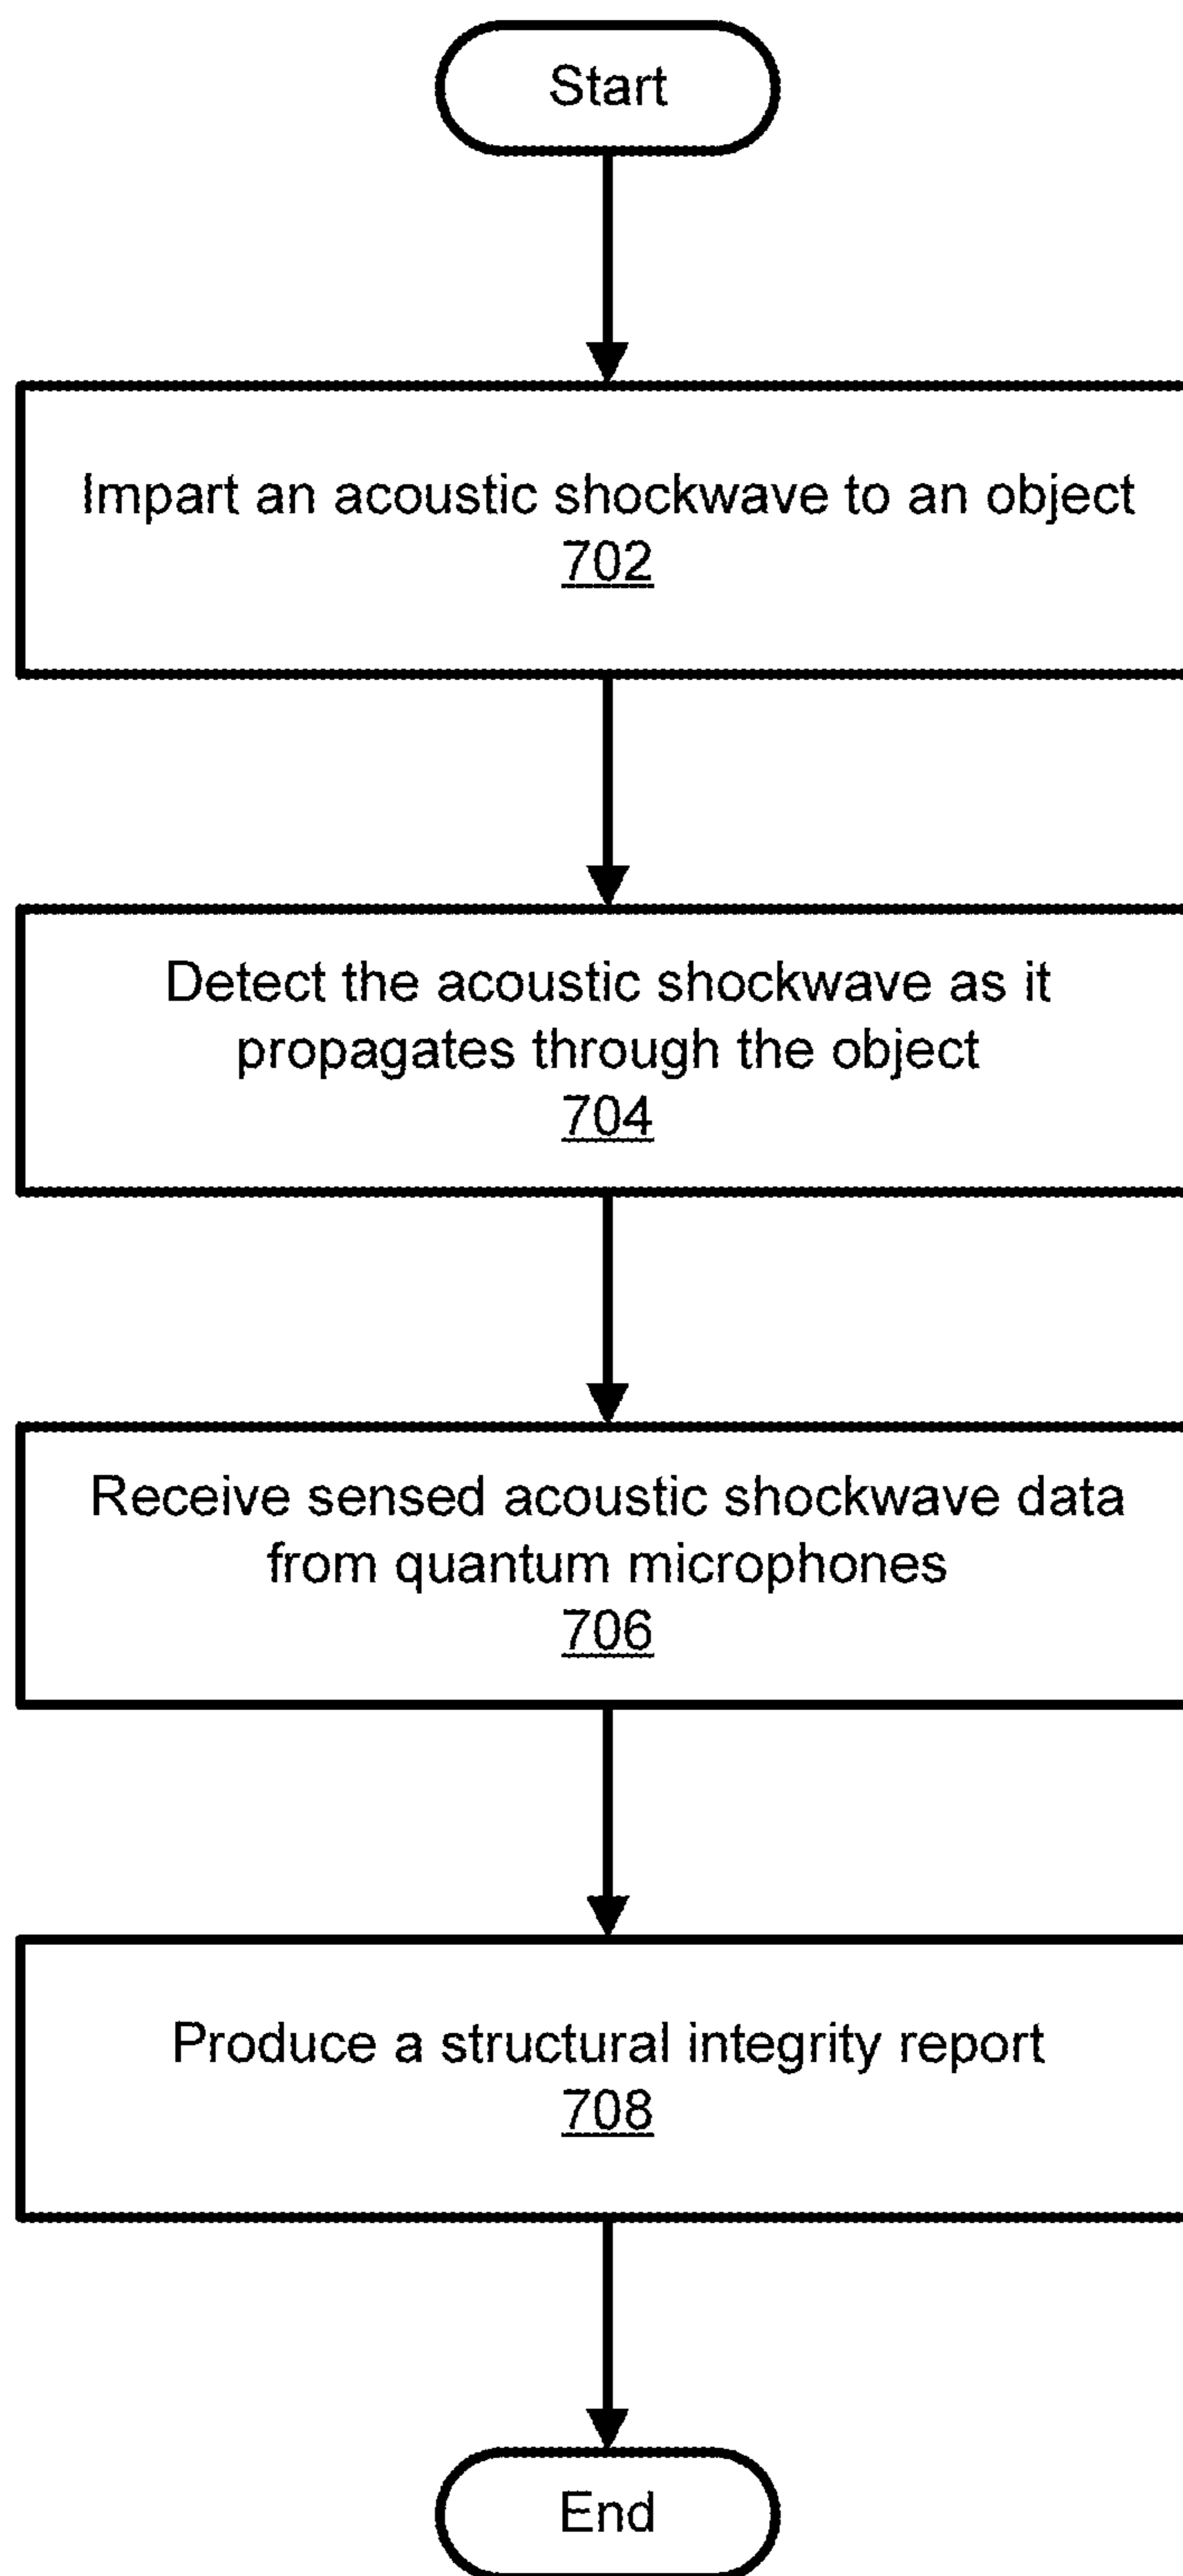 Start
Impart an acoustic shockwave to an object
702
Detect the acoustic shockwave as it
propagates through the object
704
Receive sensed acoustic shockwave data
from quantum microphones
706
Produce a structural integrity report
708
End